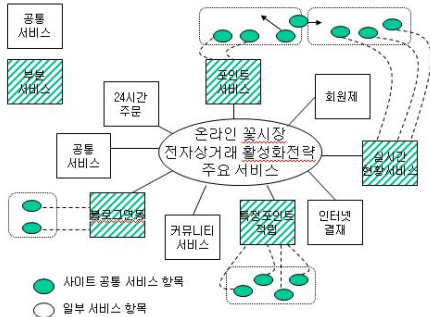 공통
서비스
부분
서비스
24시간
주문
포인트
서비스
회원제
공통
서비스
온라인 꽃시장
전자상거래 활성화전략
주요 서비스
실시간
현황서비스
블로그연동
커뮤니티
서비스
특정포인트
적립
인터넷
결재
사이트 공통 서비스 항목
일부 서비스 항목